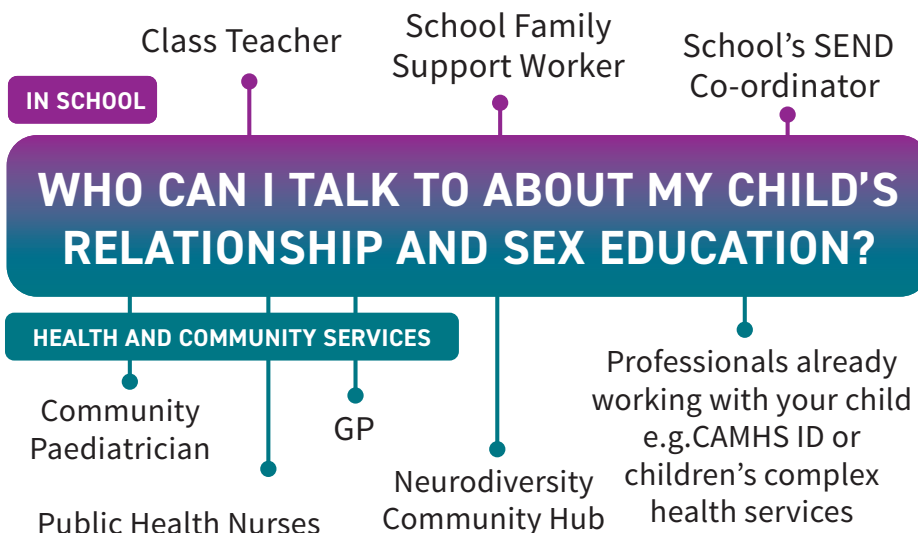 Class Teacher
School Family
Support Worker
School's SEND
Co-ordinator
IN SCHOOL
WHO CAN I TALK TO ABOUT MY CHILD'S
RELATIONSHIP AND SEX EDUCATION?
HEALTH AND COMMUNITY SERVICES
Community
Paediatrician
Public Health Nurses
GP
Neurodiversity
Community Hub
Professionals already
working with your child
e.g.CAMHS ID or
children's complex
health services